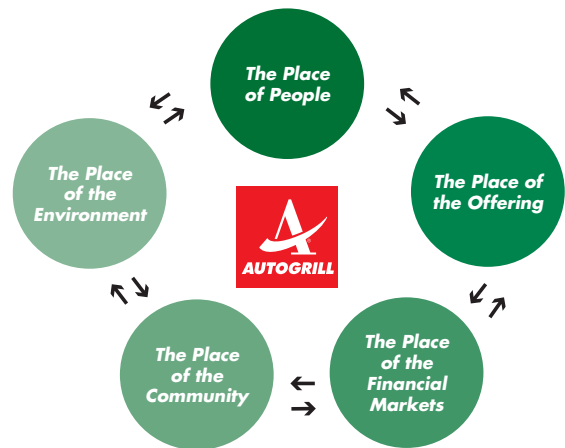 The Place
of People
The Place of
the Offering
The Place
of the
Financial
Markets
The Place
of the
Community
The Place
of the
Environment
AUTOGRILL